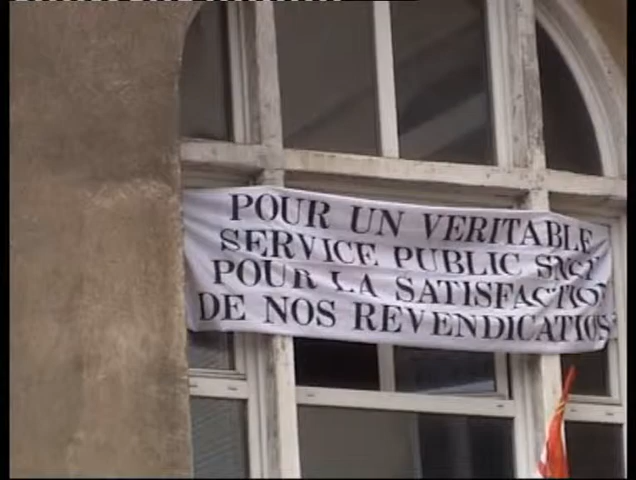 POUR UN VERITABLE
SERVICE PUBLIC SNCF
POUR LA SATISFACTION
DE NOS REVENDICATIONS